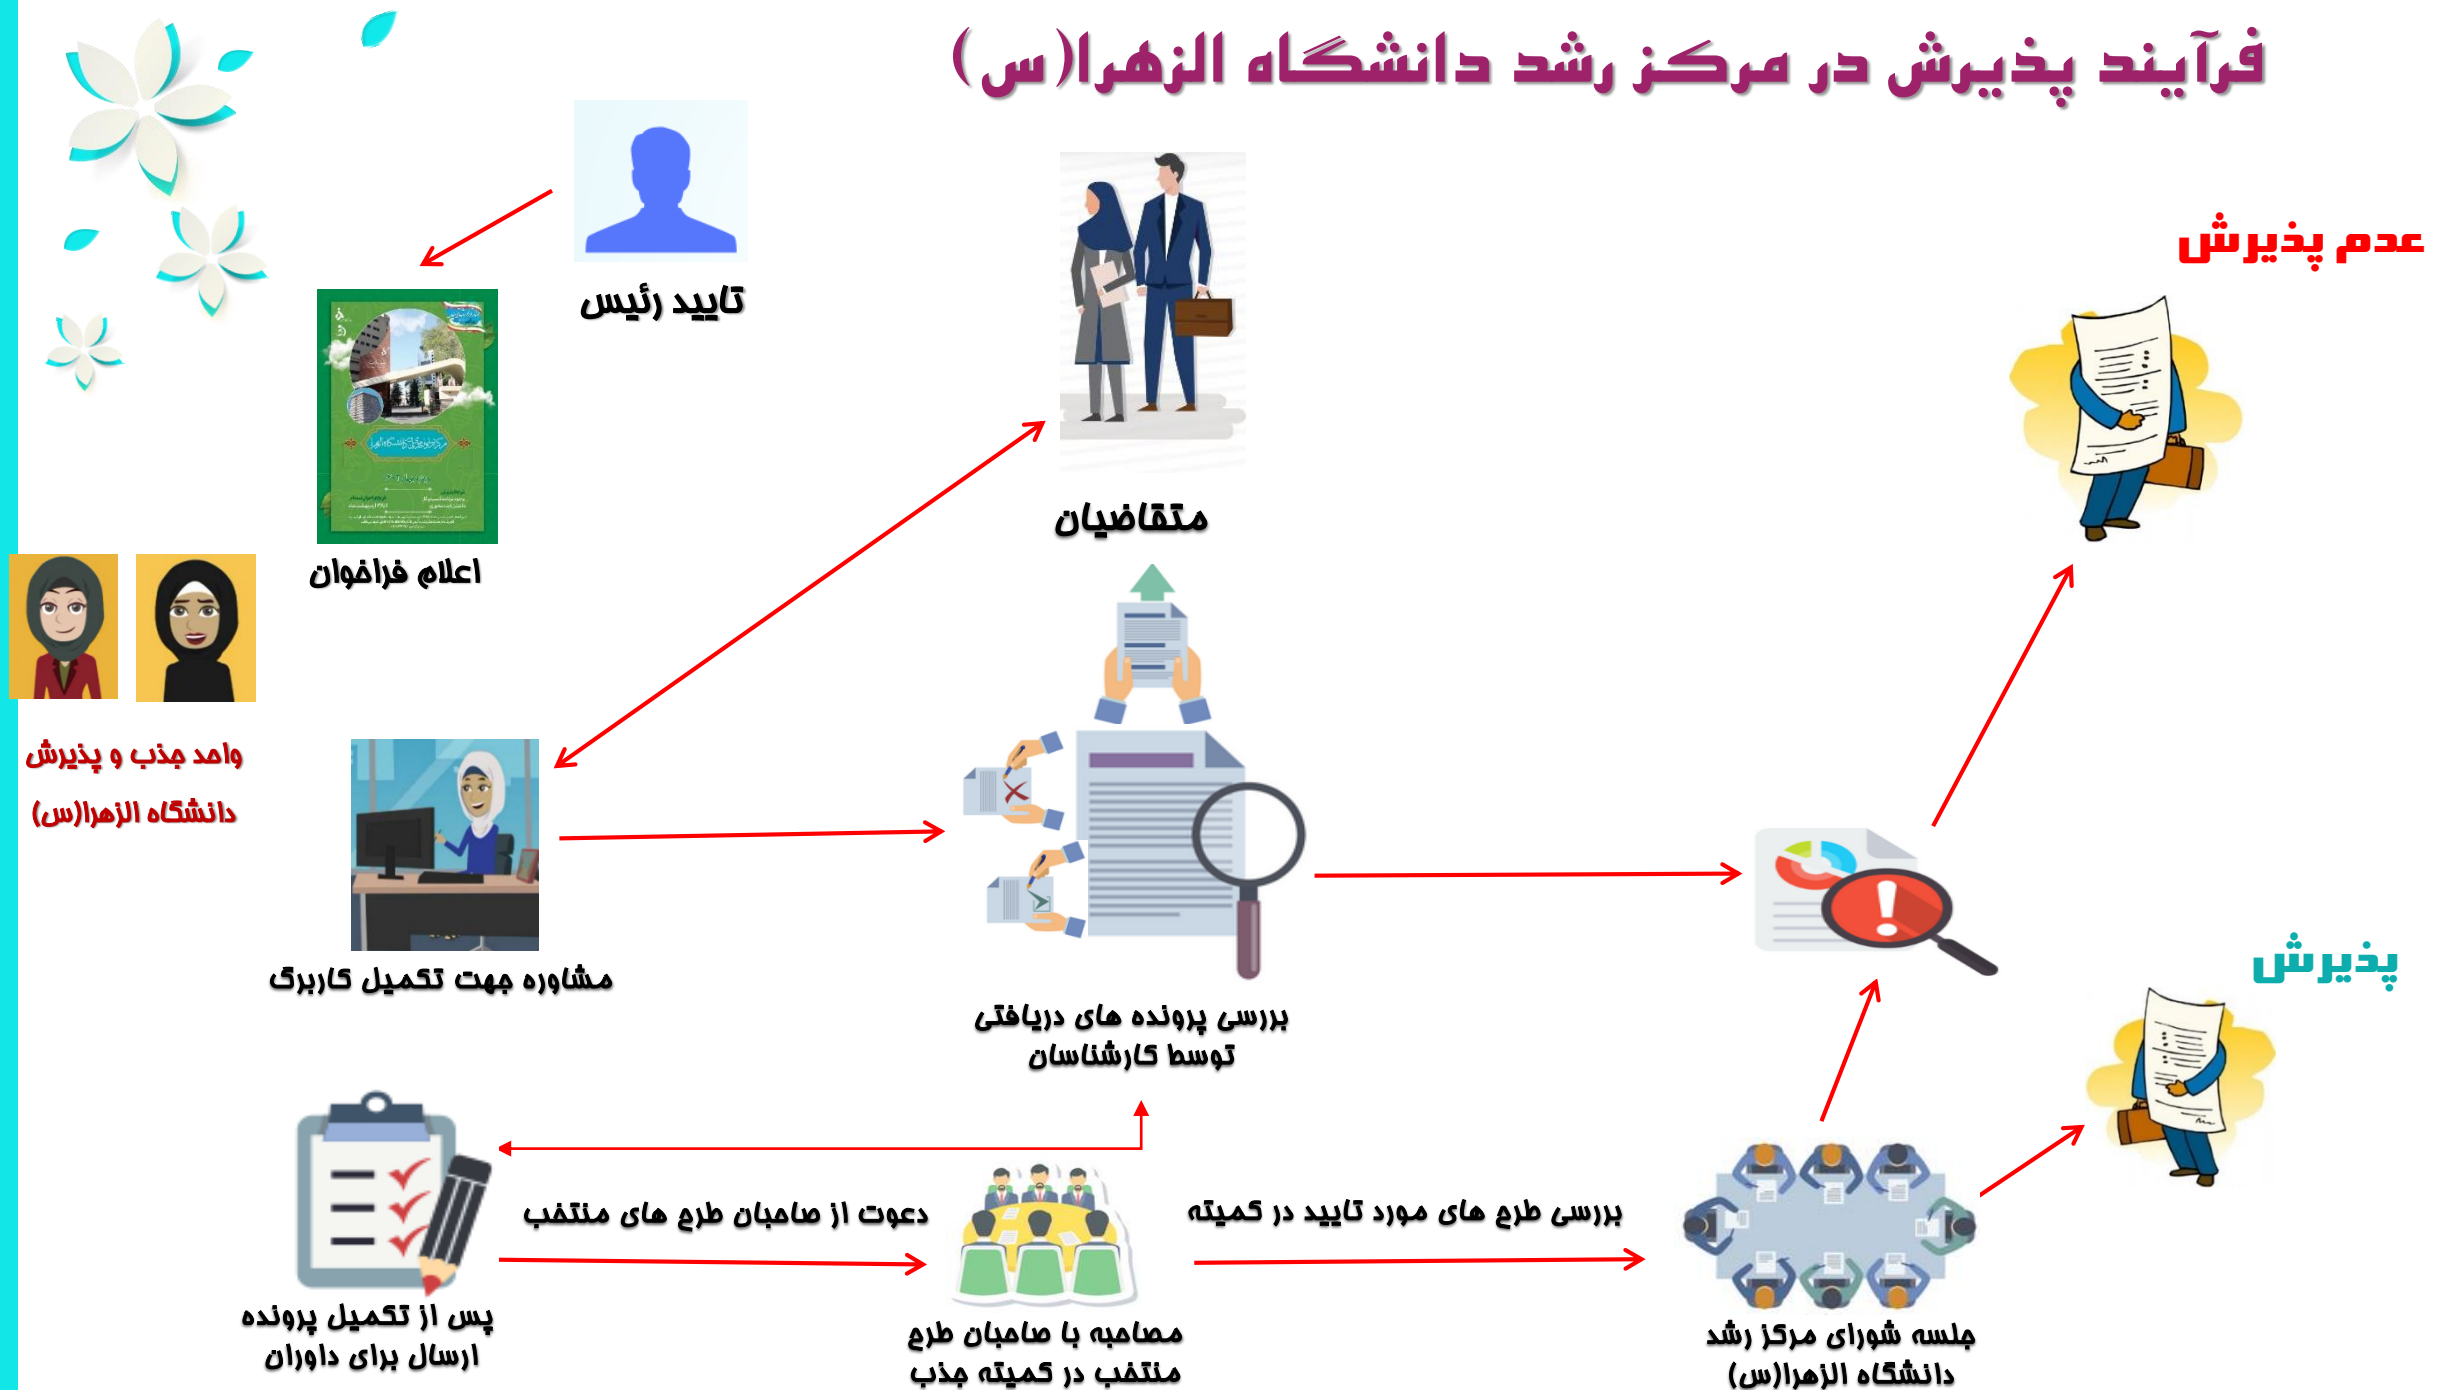 فرآیند پذیرش در مرکز رشد دانشگاه الزهرا(س)
تایید رئیس
عدم پذیرش
متقاضیان
اعلام فراخوان
واحد جذب و پذیرش
دانشگاه الزهرا(س)
مشاوره جهت تکمیل کاربرگ
پذیرش
بررسی پرونده های دریافتی
توسط کارشناسان
دعوت از صاحبان طرح های منتخب
بررسی طرح های مورد تایید در کمیته
پس از تکمیل پرونده
ارسال برای داوران
مصاحبه با صاحبان طرح
منتخب در کمیته جذب
جلسه شورای مرکز رشد
دانشگاه الزهرا(س)